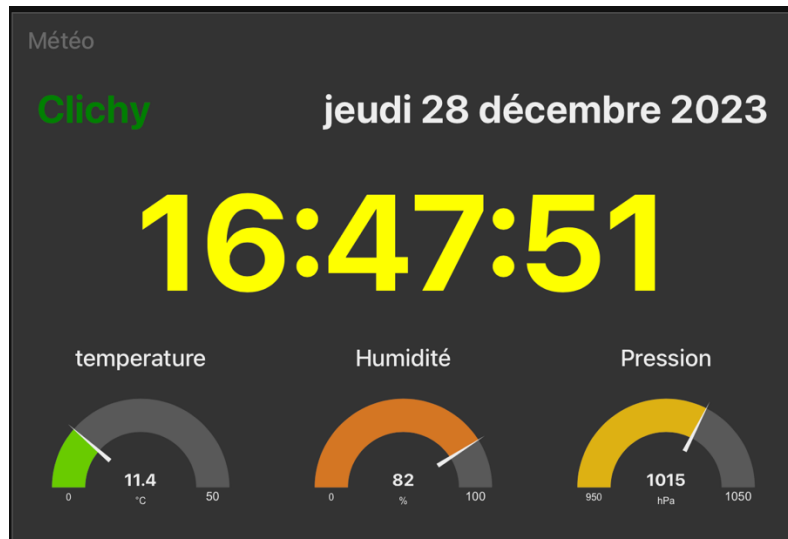 Météo
Clichy jeudi 28 décembre 2023
16:47:51
temperature Humidité Pression
11.4 82 1015
0 °C 50 0 % 100 950 hPa 1050